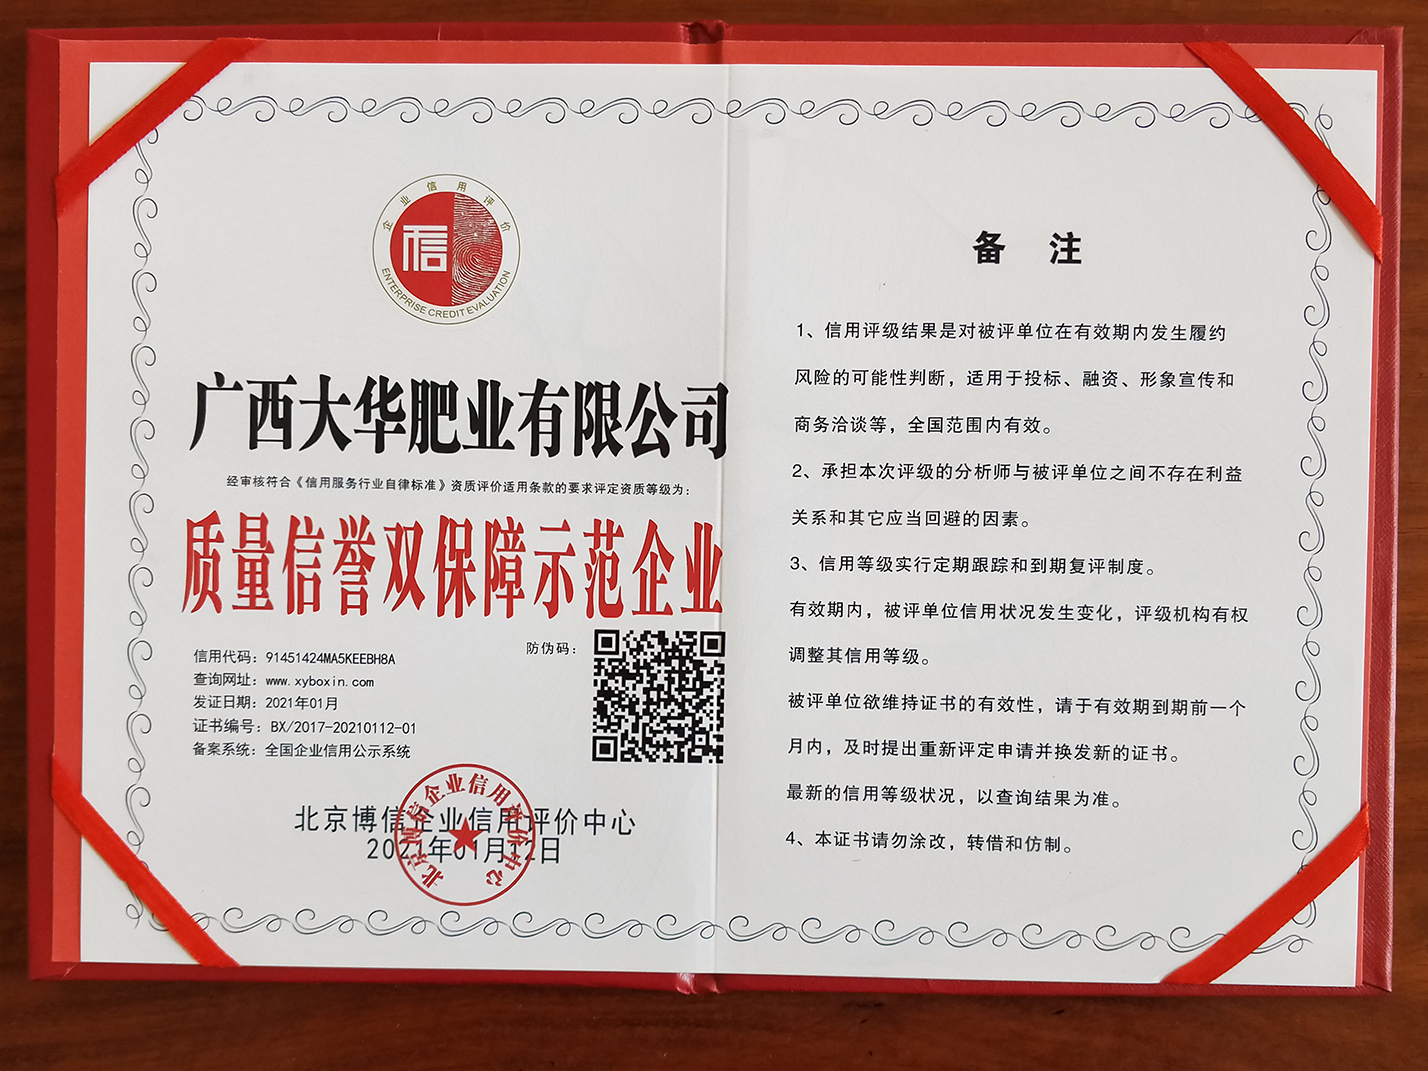 企业信用评价
信
ENTERPRISE CREDIT EVALUATION
广西大华肥业有限公司
经审核符合《信用服务行业自律标准》资质评价适用条款的要求评定资质等级为：
质量信誉双保障示范企业
防伪码：
信用代码：91451424MA5KEEBH8A
查询网址：www.xyboxin.com
发证日期：2021年01月
证书编号：BX/2017-20210112-01
备案系统：全国企业信用公示系统
北京博信企业信用评价中心
2021年01月12日
北京博信企业信用评价中心
备 注
1、信用评级结果是对被评单位在有效期内发生履约
风险的可能性判断，适用于投标、融资、形象宣传和
商务洽谈等，全国范围内有效。
2、承担本次评级的分析师与被评单位之间不存在利益
关系和其它应当回避的因素。
3、信用等级实行定期跟踪和到期复评制度。
有效期内，被评单位信用状况发生变化，评级机构有权
调整其信用等级。
被评单位欲维持证书的有效性，请于有效期到期前一个
月内，及时提出重新评定申请并换发新的证书。
最新的信用等级状况，以查询结果为准。
4、本证书请勿涂改，转借和仿制。